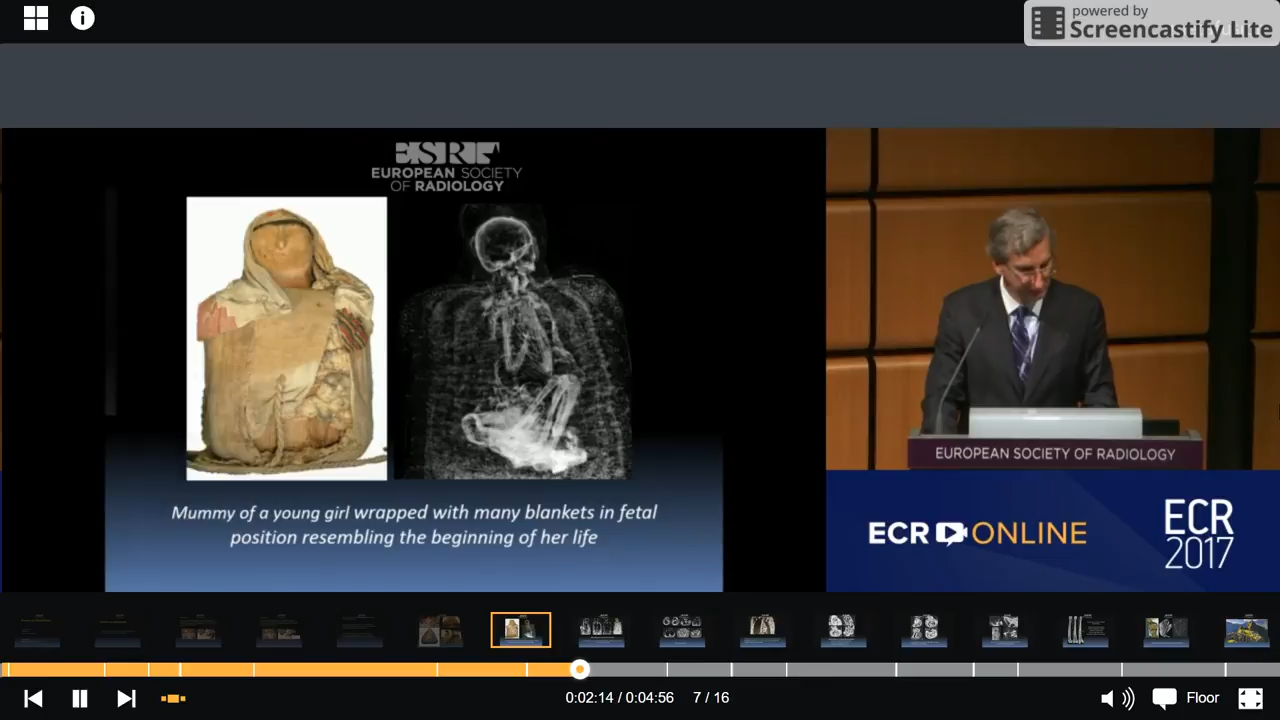 powered by
Screencastify Lite
ESR
EUROPEAN SOCIETY
OF RADIOLOGY
Mummy of a young girl wrapped with many blankets in fetal
position resembling the beginning of her life
EUROPEAN SOCIETY OF RADIOLOGY
ECR ONLINE
ECR
2017
0:02:14 / 0:04:56 7 / 16
Floor